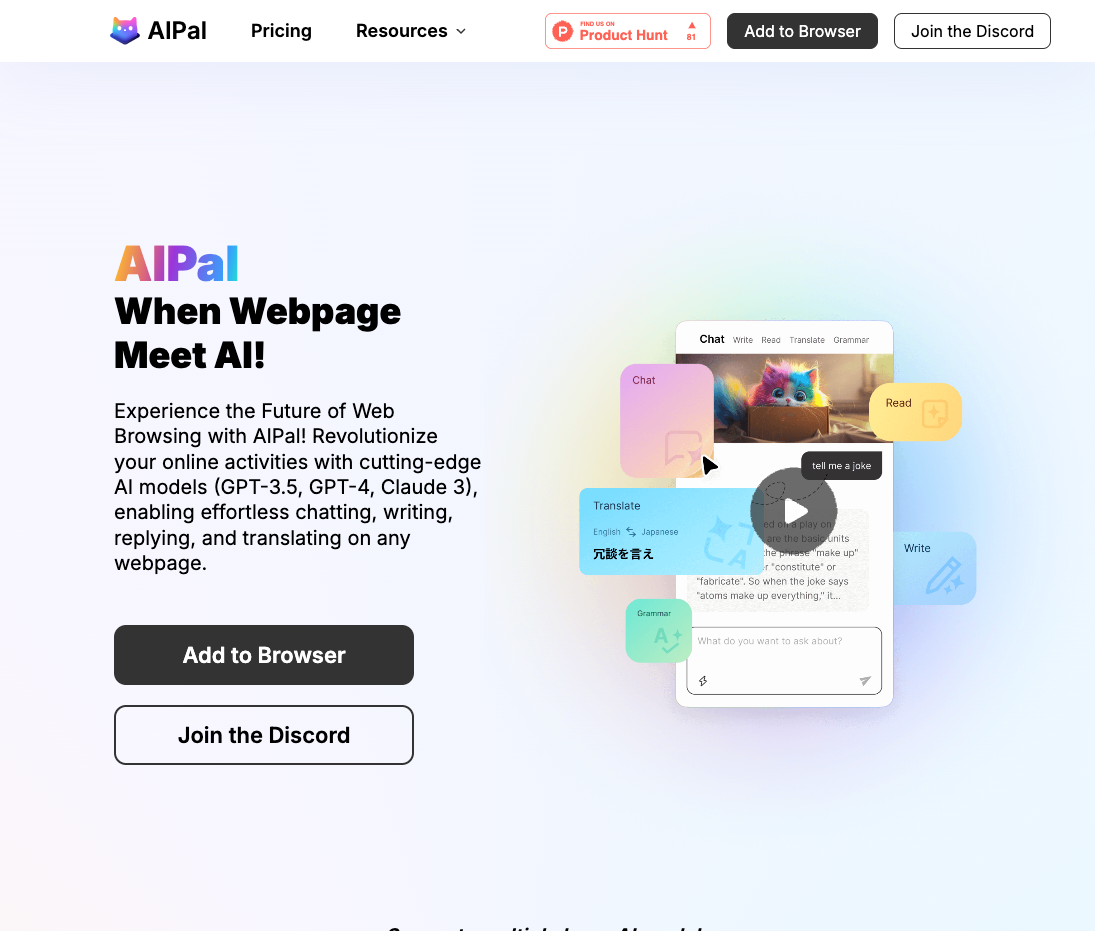 AIPal
Pricing
Resources
FIND US ON
Product Hunt
81
Add to Browser
Join the Discord
AIPal
When Webpage
Meet AI!
Experience the Future of Web
Browsing with AIPal! Revolutionize
your online activities with cutting-edge
AI models (GPT-3.5, GPT-4, Claude 3),
enabling effortless chatting, writing,
replying, and translating on any
webpage.
Add to Browser
Join the Discord
Chat Write Read Translate Grammar
Chat
Read
tell me a joke
Translate
English Japanese
冗談を言え
ed on a play on
are the basic units
the phrase "make up"
"constitute" or
"fabricate". So when the joke says
"atoms make up everything," it...
Write
Grammar
What do you want to ask about?